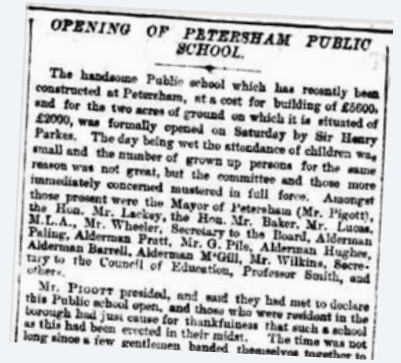 OPENING OF PETERSHAM PUBLIC
SCHOOL.
The handsome Public school which has recently been
constructed at Petersham, at a cost for building of £5600,
and for the two acres of ground on which it is situated of
£2000, was formally opened on Saturday by Sir Henry
Parkes. The day being wet the attendance of children was
small and the number of grown up persons for the same
reason was not great, but the committee and those more
immediately concerned mustered in full force. Amongst
those present were the Mayor of Petersham (Mr. Pigott),
the Hon. Mr. Lackey, the Hon. Mr. Baker, Mr. Lucas,
M.L.A., Mr. Wheeler, Secretary to the Board, Alderman
Paling, Alderman Pratt, Mr. G. Pile, Alderman Hughes,
Alderman Barrell, Alderman M'Gill, Mr. Wilkins, Secre-
tary to the Council of Education, Professor Smith, and
others.
Mr. PIGOTT presided, and said they had met to declare
this Public school open, and those who were resident in the
borough had just cause for thankfulness that such a school
as this had been erected in their midst. The time was not
long since a few gentlemen banded themselves together to